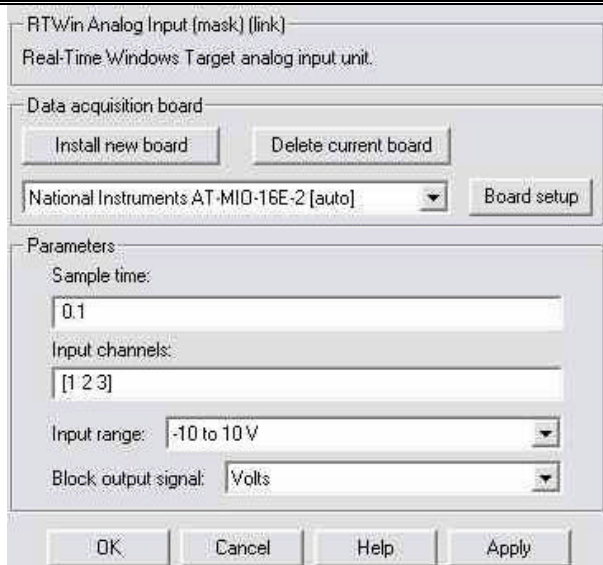 RTWin Analog Input (mask) (link)
Real-Time Windows Target analog input unit.
Data acquisition board
Install new board
Delete current board
National Instruments AT-MIO-16E-2 [auto]
Board setup
Parameters
Sample time:
0.1
Input channels:
[1 2 3]
Input range: -10 to 10 V
Block output signal: Volts
OK Cancel Help Apply